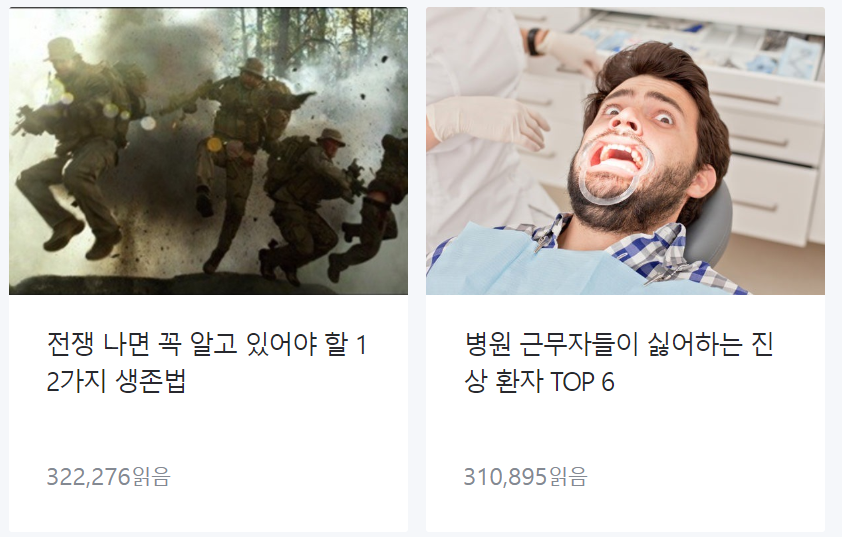 전쟁 나면 꼭 알고 있어야 할 1
2가지 생존법
322,276읽음
병원 근무자들이 싫어하는 진
상 환자 TOP 6
310,895읽음